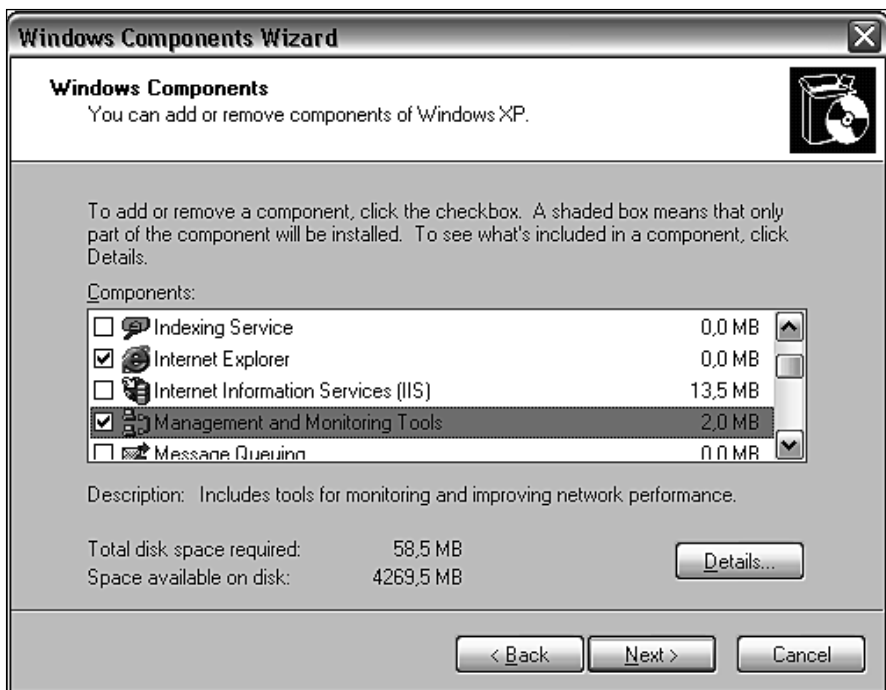 Windows Components Wizard
Windows Components
You can add or remove components of Windows XP.
To add or remove a component, click the checkbox. A shaded box means that only
part of the component will be installed. To see what's included in a component, click
Details.
Components:
Indexing Service 0,0 MB
Internet Explorer 0,0 MB
Internet Information Services (IIS) 13,5 MB
Management and Monitoring Tools 2,0 MB
Message Queuing 0,0 MB
Description: Includes tools for monitoring and improving network performance.
Total disk space required: 58,5 MB
Space available on disk: 4269,5 MB
Details...
< Back Next > Cancel